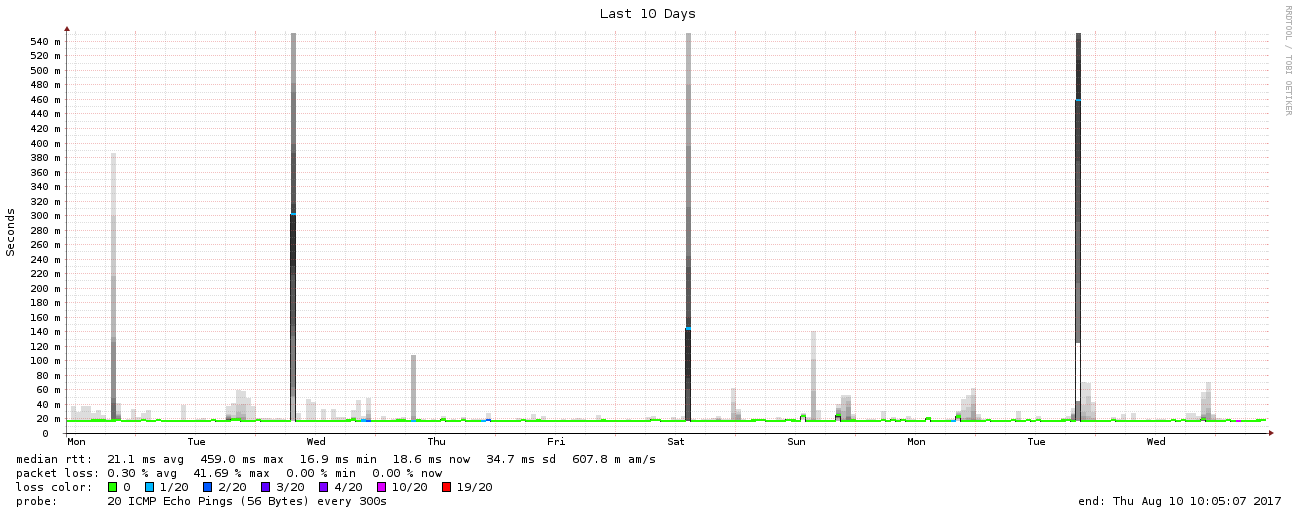 Last 10 Days
RRDTOOL / TOBI OETIKER
Seconds
540 m
520 m
500 m
480 m
460 m
440 m
420 m
400 m
380 m
360 m
340 m
320 m
300 m
280 m
260 m
240 m
220 m
200 m
180 m
160 m
140 m
120 m
100 m
80 m
60 m
40 m
20 m
0
Mon Tue Wed Thu Fri Sat Sun Mon Tue Wed
median rtt: 21.1 ms avg 459.0 ms max 16.9 ms min 18.6 ms now 34.7 ms sd 607.8 m am/s
packet loss: 0.30 % avg 41.69 % max 0.00 % min 0.00 % now
loss color: 0 1/20 2/20 3/20 4/20 10/20 19/20
probe: 20 ICMP Echo Pings (56 Bytes) every 300s end: Thu Aug 10 10:05:07 2017